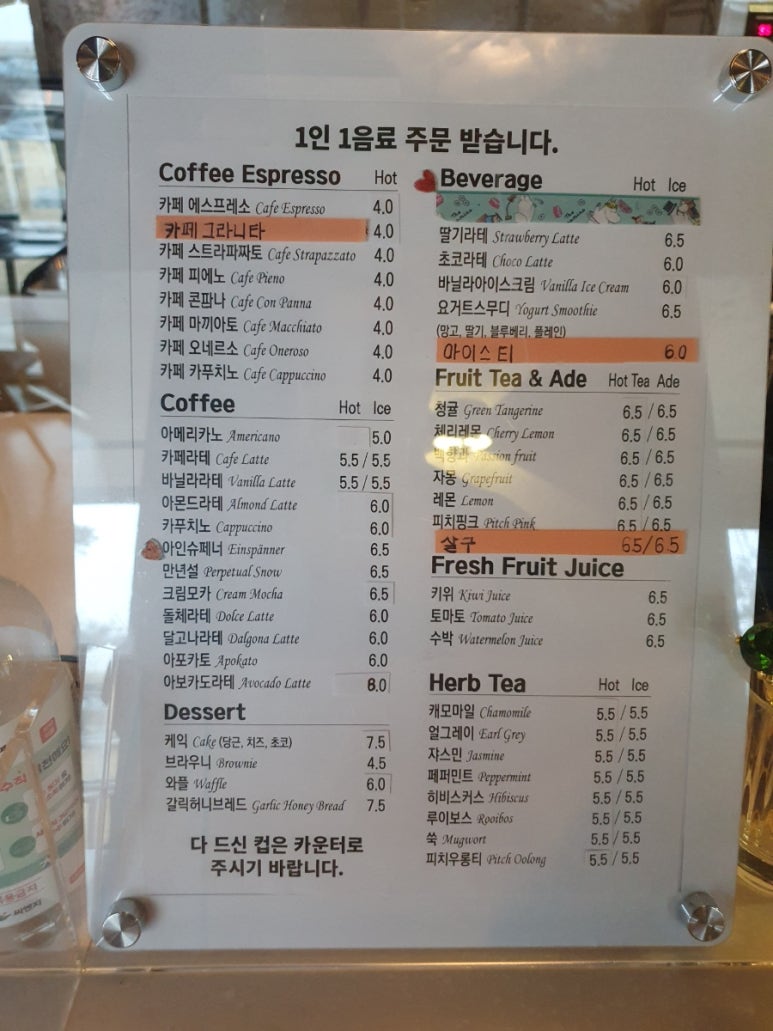 1인 1음료 주문 받습니다.
Coffee Espresso Hot
카페 에스프레소 Cafe Espresso 4.0
카페 그라니타 4.0
카페 스트라파짜토 Cafe Strapazzato 4.0
카페 피에노 Cafe Pieno 4.0
카페 콘파나 Cafe Con Panna 4.0
카페 마끼아토 Cafe Macchiato 4.0
카페 오네르소 Cafe Oneroso 4.0
카페 카푸치노 Cafe Cappuccino 4.0
Coffee Hot Ice
아메리카노 Americano 5.0
카페라테 Cafe Latte 5.5 / 5.5
바닐라라테 Vanilla Latte 5.5 / 5.5
아몬드라테 Almond Latte 6.0
카푸치노 Cappuccino 6.0
아인슈페너 Einspänner 6.5
만년설 Perpetual Snow 6.5
크림모카 Cream Mocha 6.5
돌체라테 Dolce Latte 6.0
달고나라테 Dalgona Latte 6.0
아포카토 Apokato 6.0
아보카도라테 Avocado Latte 8.0
Dessert
케익 Cake (당근, 치즈, 초코) 7.5
브라우니 Brownie 4.5
와플 Waffle 6.0
갈릭허니브레드 Garlic Honey Bread 7.5
다 드신 컵은 카운터로
주시기 바랍니다.
Beverage Hot Ice
딸기라테 Strawberry Latte 6.5
초코라테 Choco Latte 6.0
바닐라아이스크림 Vanilla Ice Cream 6.0
요거트스무디 Yogurt Smoothie 6.5
(망고, 딸기, 블루베리, 플레인)
아이스티 6.0
Fruit Tea & Ade Hot Tea Ade
청귤 Green Tangerine 6.5 / 6.5
체리레몬 Cherry Lemon 6.5 / 6.5
백향과 Passion fruit 6.5 / 6.5
자몽 Grapefruit 6.5 / 6.5
레몬 Lemon 6.5 / 6.5
피치핑크 Pitch Pink 6.5 / 6.5
살구 6.5/6.5
Fresh Fruit Juice
키위 Kiwi Juice 6.5
토마토 Tomato Juice 6.5
수박 Watermelon Juice 6.5
Herb Tea Hot Ice
캐모마일 Chamomile 5.5 / 5.5
얼그레이 Earl Grey 5.5 / 5.5
쟈스민 Jasmine 5.5 / 5.5
페퍼민트 Peppermint 5.5 / 5.5
히비스커스 Hibiscus 5.5 / 5.5
루이보스 Rooibos 5.5 / 5.5
쑥 Mugwort 5.5 / 5.5
피치우롱티 Pitch Oolong 5.5 / 5.5